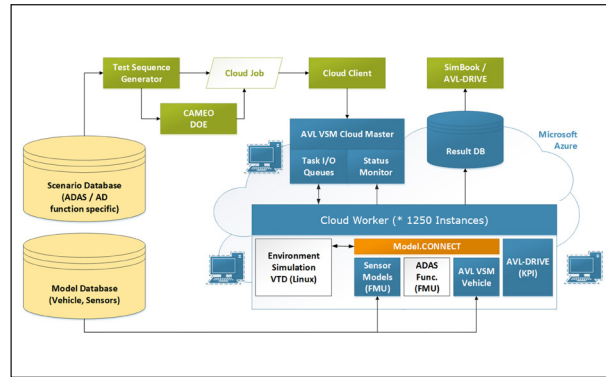 Test Sequence
Generator
Cloud Job
Cloud Client
SimBook /
AVL-DRIVE
CAMEO
DOE
AVL VSM Cloud Master
Task I/O
Queues
Status
Monitor
Result DB
Microsoft
Azure
Scenario Database
(ADAS / AD
function specific)
Cloud Worker (* 1250 Instances)
Environment
Simulation
VTD (Linux)
Model.CONNECT
Sensor
Models
(FMU)
ADAS
Func.
(FMU)
AVL VSM
Vehicle
AVL-DRIVE
(KPI)
Model Database
(Vehicle, Sensors)